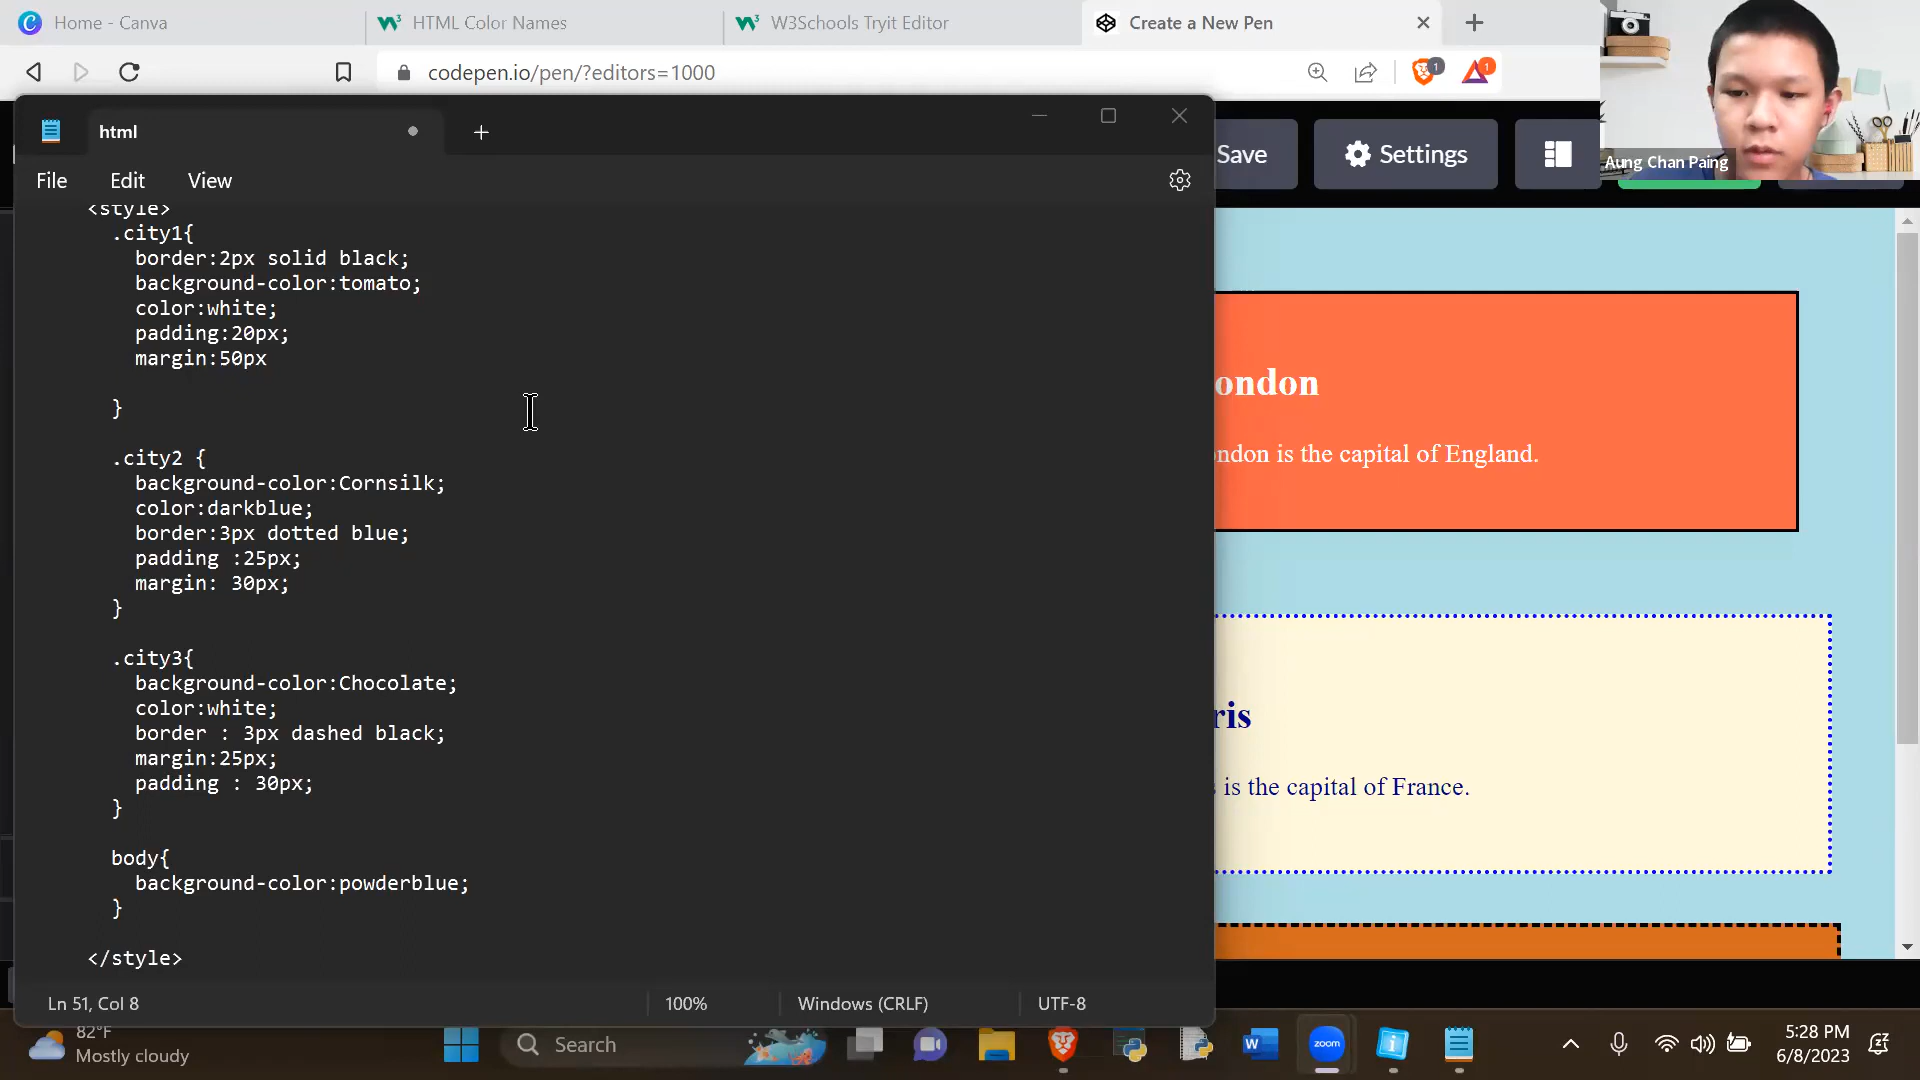 Home - Canva
HTML Color Names
W3Schools Tryit Editor
Create a New Pen
codepen.io/pen/?editors=1000
1
1
html
Save
Settings
Aung Chan Paing
File
Edit
View
<style>
.city1{
border:2px solid black;
background-color:tomato;
color:white;
padding:20px;
margin:50px
}
.city2 {
background-color:Cornsilk;
color:darkblue;
border:3px dotted blue;
padding :25px;
margin: 30px;
}
.city3{
background-color:Chocolate;
color:white;
border : 3px dashed black;
margin:25px;
padding : 30px;
}
body{
background-color:powderblue;
}
</style>
ondon
ndon is the capital of England.
ris
is the capital of France.
Ln 51, Col 8
100%
Windows (CRLF)
UTF-8
82°F
Mostly cloudy
Search
W
zoom
5:28 PM
6/8/2023